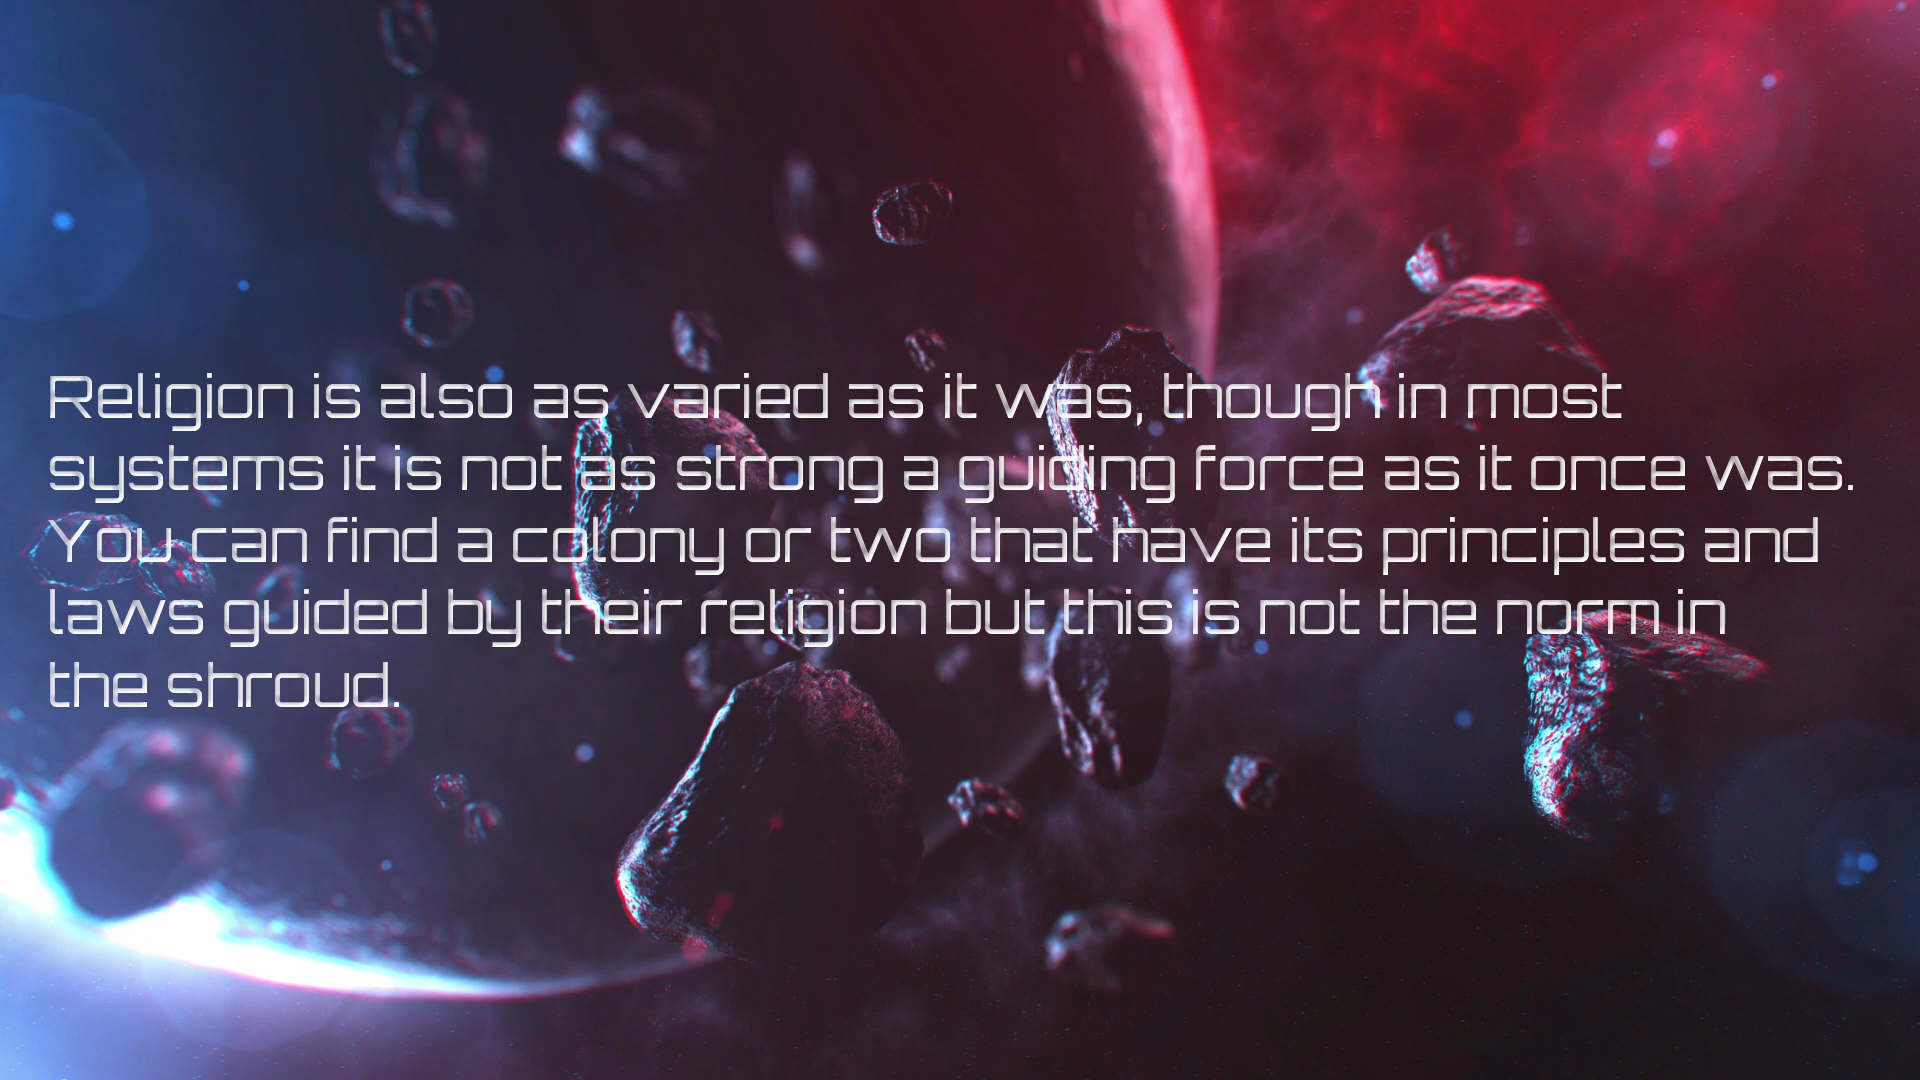 Religion is also as varied as it was, though in most
systems it is not as strong a guiding force as it once was.
You can find a colony or two that have its principles and
laws guided by their religion but this is not the norm in
the shroud.